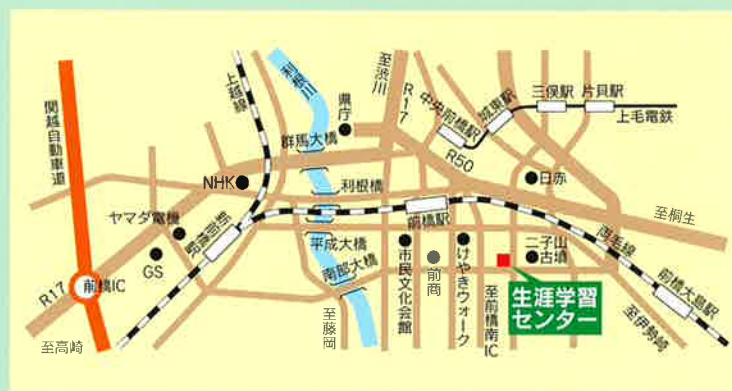 関越自動車道
上越線
利根川
至渋川
R17
県庁
群馬大橋
中央前橋駅
城東駅
三俣駅
片貝駅
上毛電鉄
R50
NHK
利根橋
日赤
至桐生
前橋駅
両毛線
ヤマダ電機
新前橋駅
GS
平成大橋
南部大橋
市民文化会館
前商
けやきウォーク
二子山
古墳
前橋大島駅
前橋IC
R17
至高崎
至藤岡
至前橋南IC
生涯学習
センター
至伊勢崎